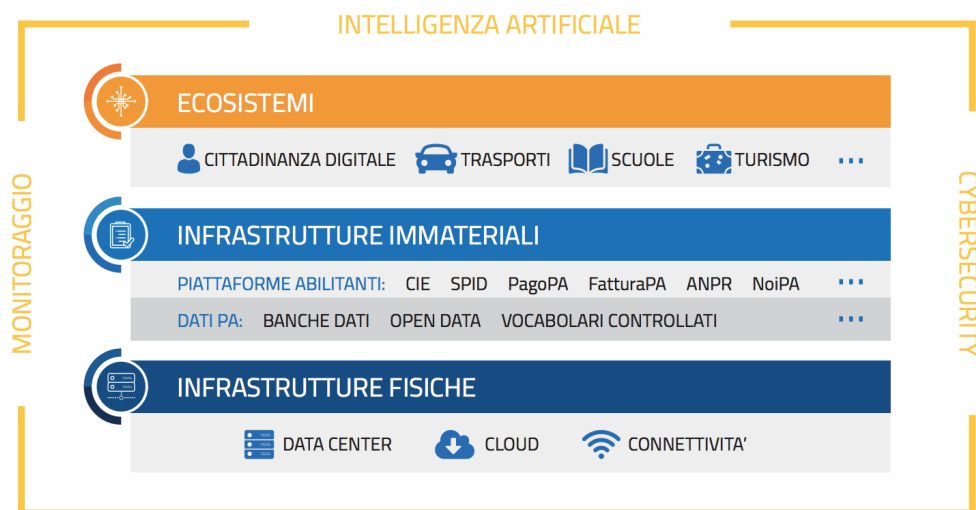 INTELLIGENZA ARTIFICIALE
MONITORAGGIO
CYBERSECURITY
ECOSISTEMI
CITTADINANZA DIGITALE TRASPORTI SCUOLE TURISMO ...
INFRASTRUTTURE IMMATERIALI
PIATTAFORME ABILITANTI: CIE SPID PagoPA FatturaPA ANPR NoiPA ...
DATI PA: BANCHE DATI OPEN DATA VOCABOLARI CONTROLLATI ...
INFRASTRUTTURE FISICHE
DATA CENTER CLOUD CONNETTIVITA'